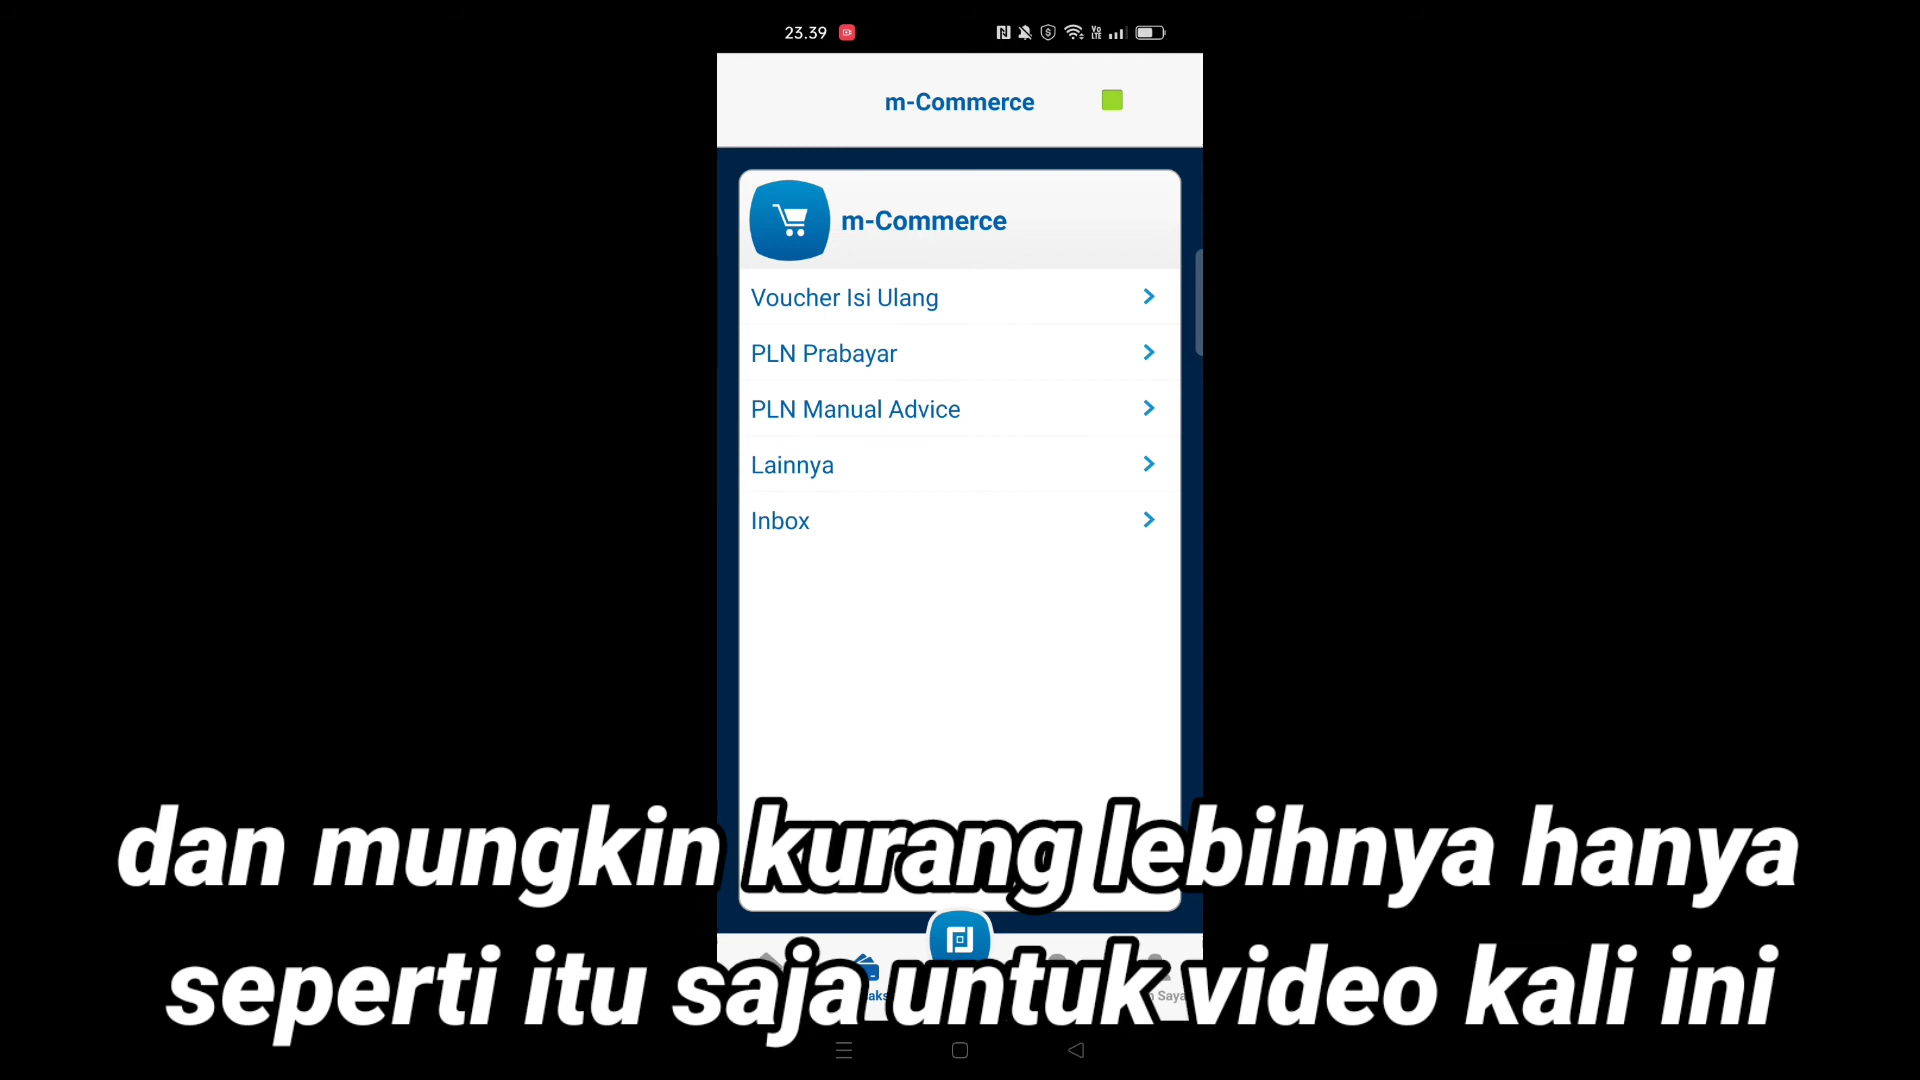 23.39
m-Commerce
m-Commerce
Voucher Isi Ulang
PLN Prabayar
PLN Manual Advice
Lainnya
Inbox
dan mungkin kurang lebihnya hanya
seperti itu saja untuk video kali ini
Saya